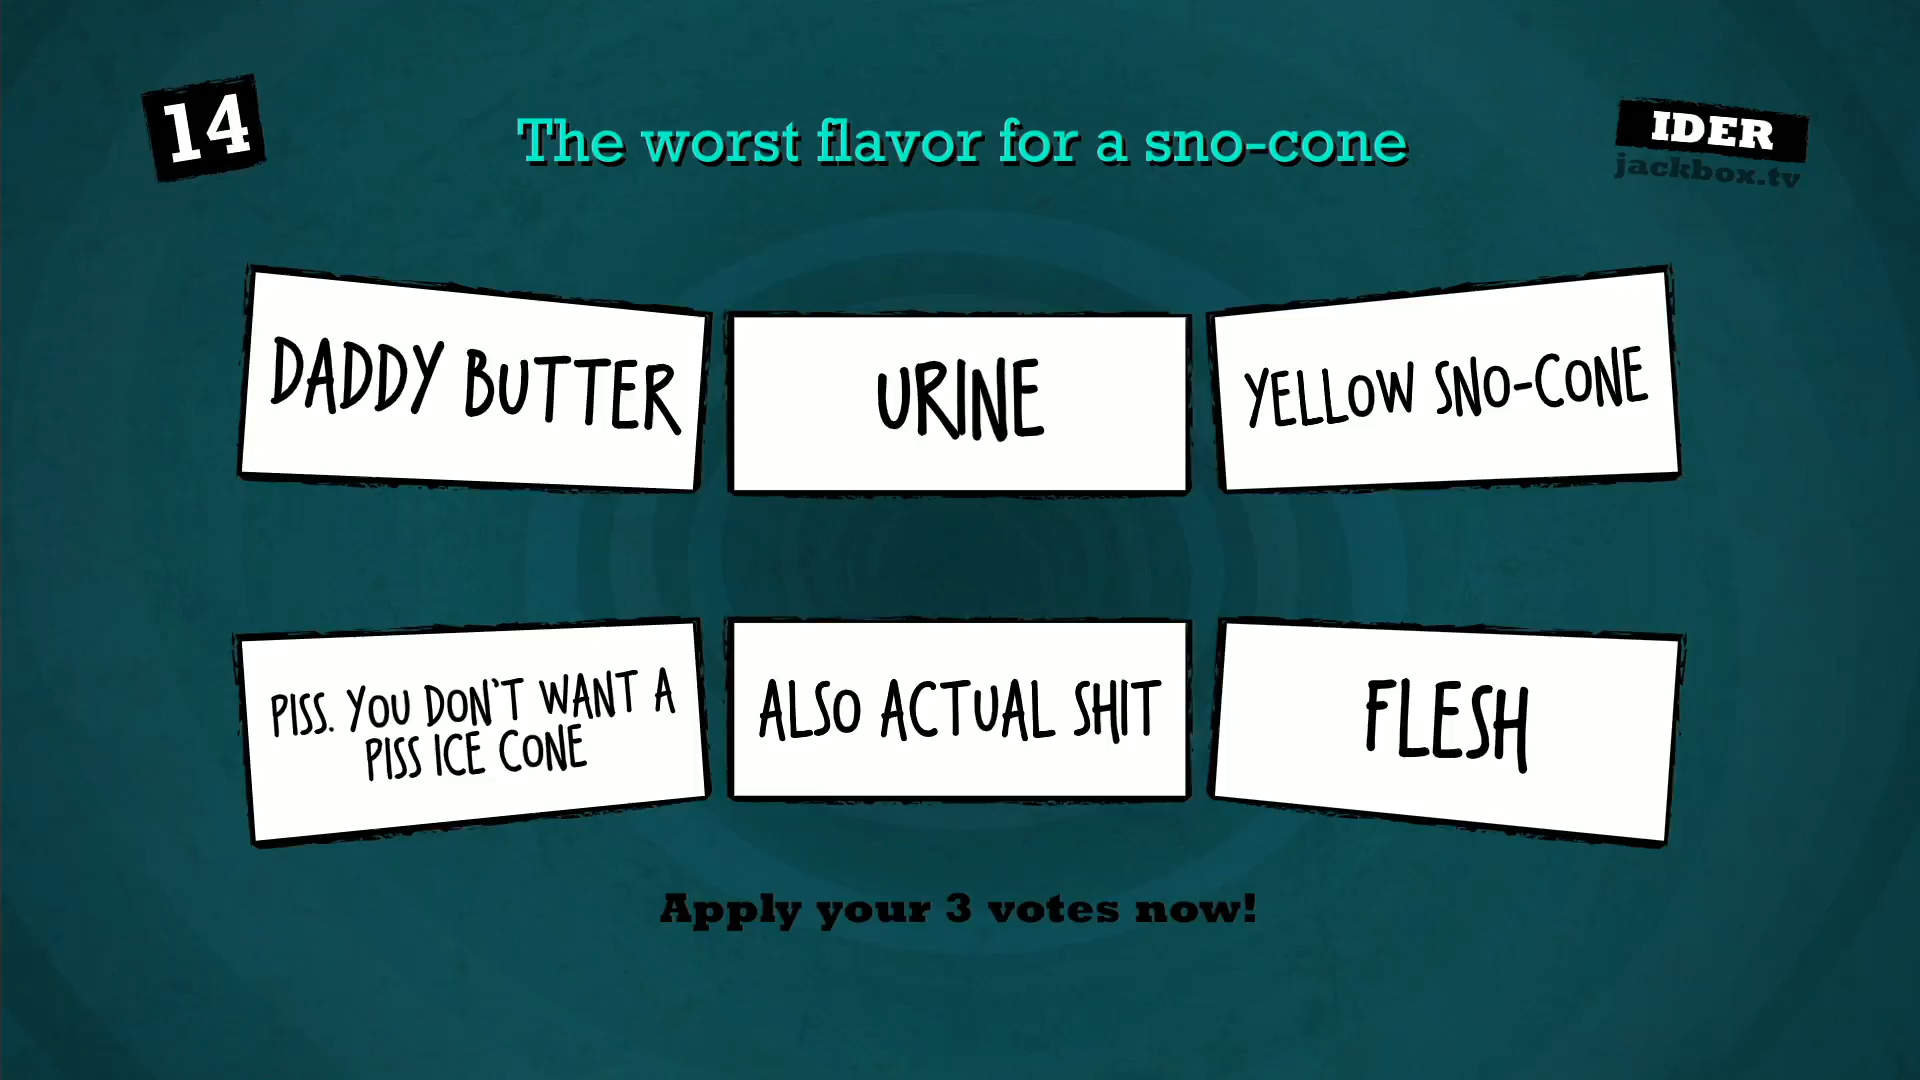 14
The worst flavor for a sno-cone
IDER
jackbox.tv
DADDY BUTTER
URINE
YELLOW SNO-CONE
PISS. YOU DON'T WANT A
PISS ICE CONE
ALSO ACTUAL SHIT
FLESH
Apply your 3 votes now!